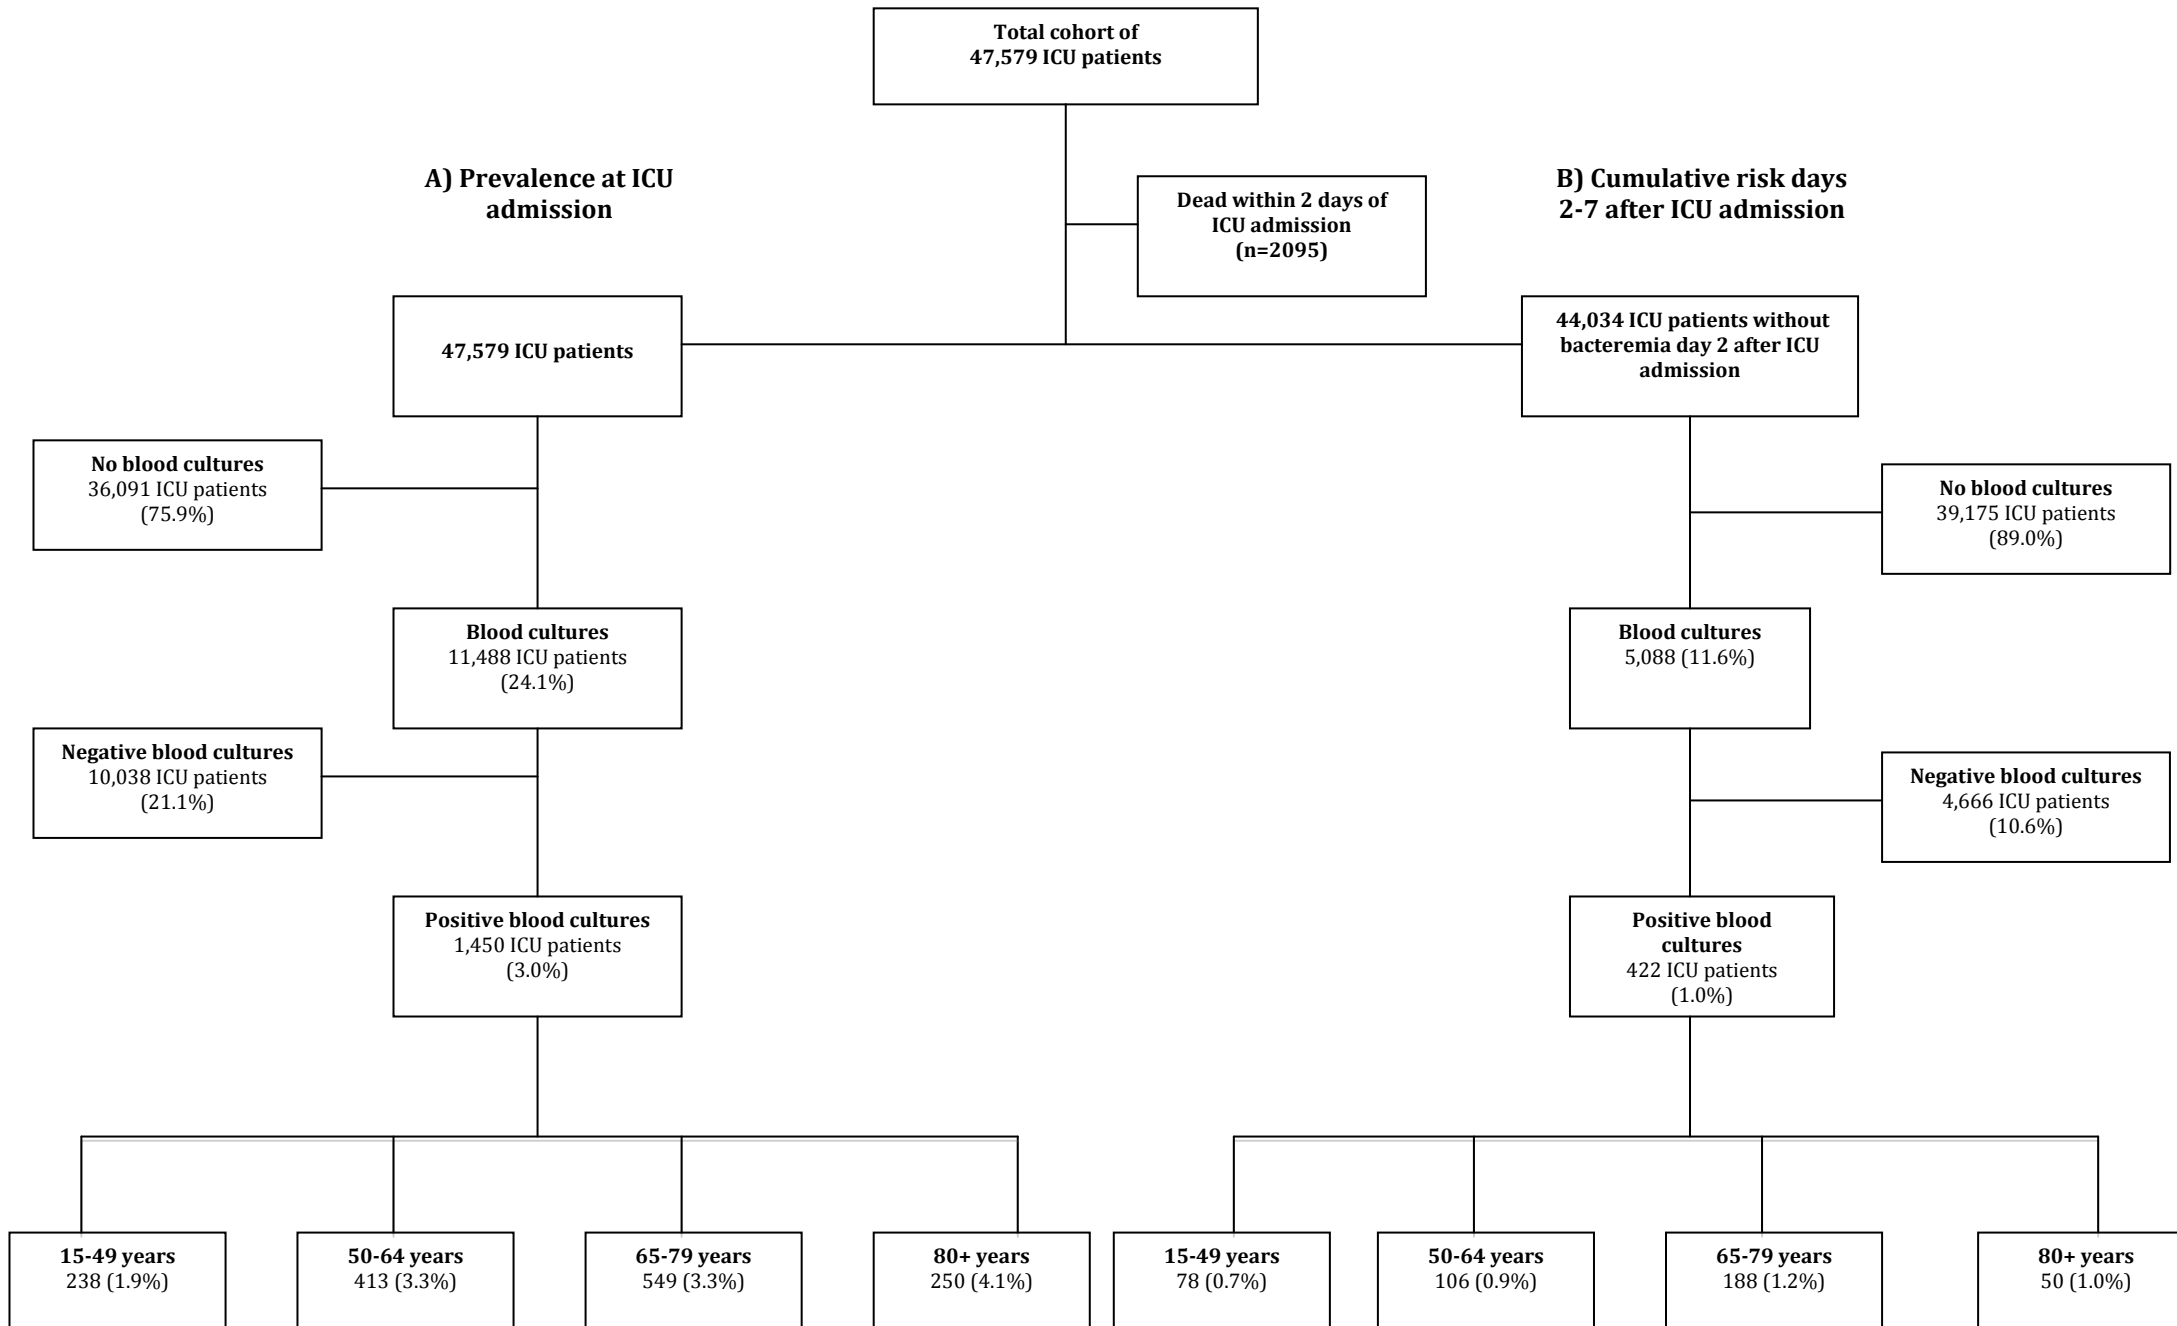 Total cohort of
47,579 ICU patients
A) Prevalence at ICU
admission
Dead within 2 days of
ICU admission
(n=2095)
B) Cumulative risk days
2-7 after ICU admission
47,579 ICU patients
44,034 ICU patients without
bacteremia day 2 after ICU
admission
No blood cultures
36,091 ICU patients
(75.9%)
No blood cultures
39,175 ICU patients
(89.0%)
Blood cultures
11,488 ICU patients
(24.1%)
Blood cultures
5,088 (11.6%)
Negative blood cultures
10,038 ICU patients
(21.1%)
Negative blood cultures
4,666 ICU patients
(10.6%)
Positive blood cultures
1,450 ICU patients
(3.0%)
Positive blood
cultures
422 ICU patients
(1.0%)
15-49 years
238 (1.9%)
50-64 years
413 (3.3%)
65-79 years
549 (3.3%)
80+ years
250 (4.1%)
15-49 years
78 (0.7%)
50-64 years
106 (0.9%)
65-79 years
188 (1.2%)
80+ years
50 (1.0%)